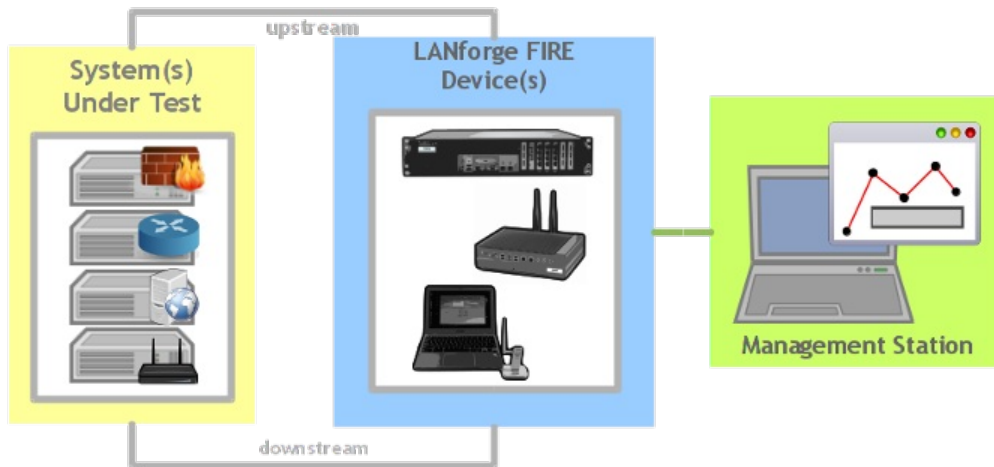 upstream
System(s)
Under Test
LANforge FIRE
Device(s)
Management Station
downstream